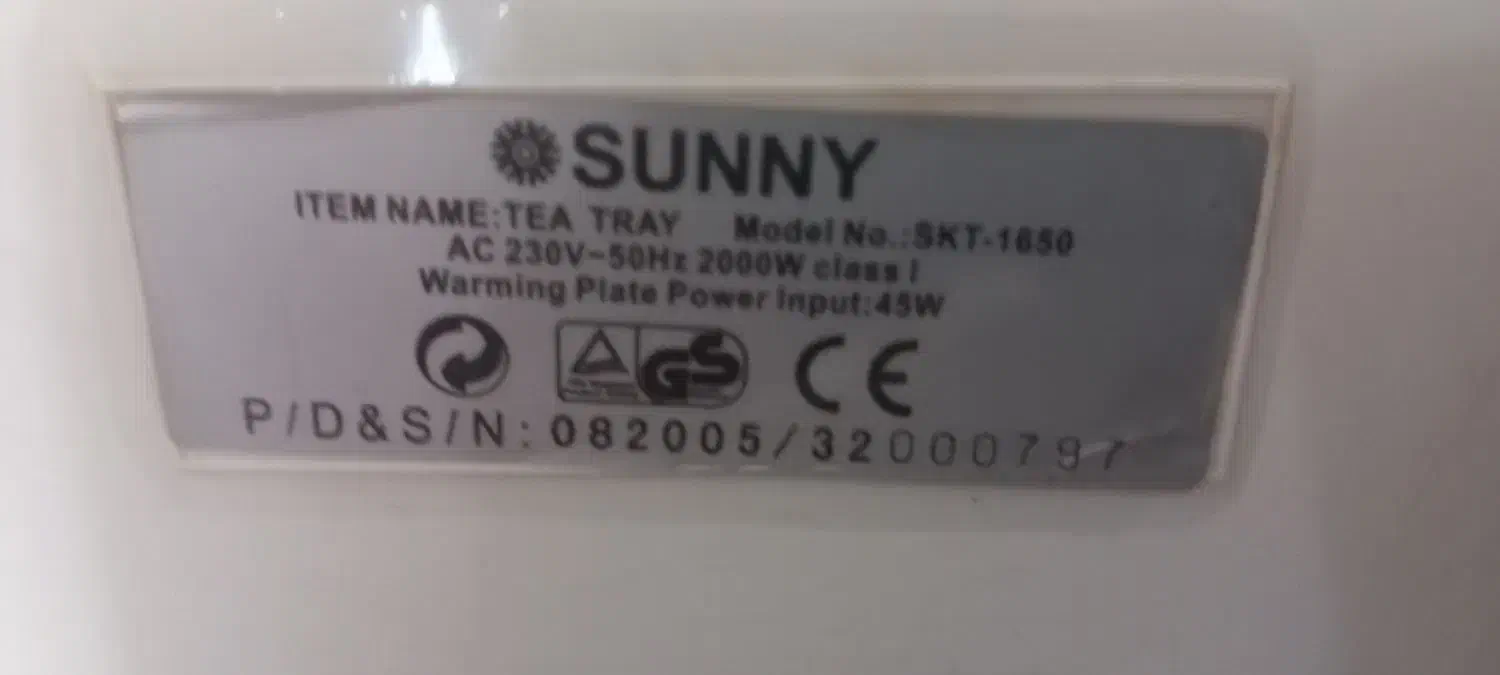 SUNNY
ITEM NAME:TEA TRAY Model No.:SKT-1650
AC 230V~50Hz 2000W class I
Warming Plate Power Input:45W
GS CE
P/D&S/N: 082005/32000797